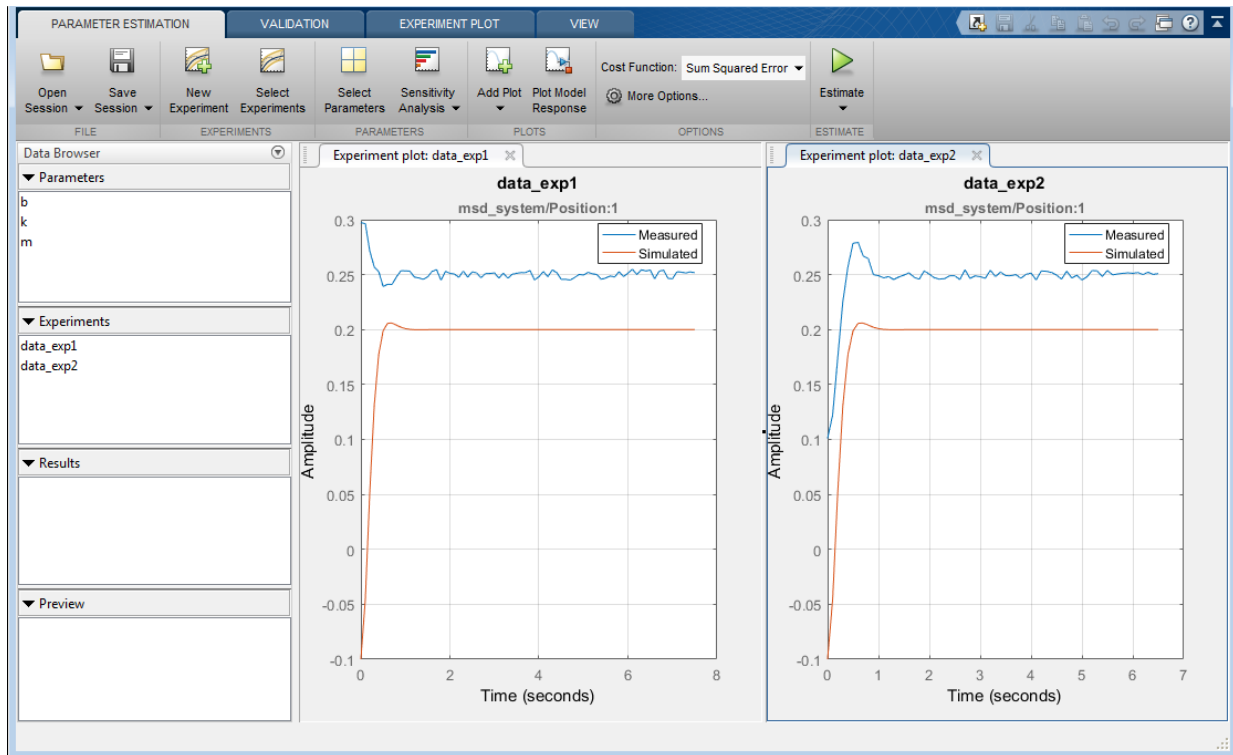 PARAMETER ESTIMATION VALIDATION EXPERIMENT PLOT VIEW
Open Session Save Session New Experiment Select Experiments Select Parameters Sensitivity Analysis Add Plot Plot Model Response Cost Function: Sum Squared Error Estimate
More Options...
FILE EXPERIMENTS PARAMETERS PLOTS OPTIONS ESTIMATE
Data Browser
Parameters
b
k
m
Experiments
data_exp1
data_exp2
Results
Preview
Experiment plot: data_exp1
data_exp1
msd_system/Position:1
Measured
Simulated
0.3
0.25
0.2
0.15
0.1
0.05
0
-0.05
-0.1
Amplitude
0 2 4 6 8
Time (seconds)
Experiment plot: data_exp2
data_exp2
msd_system/Position:1
Measured
Simulated
0.3
0.25
0.2
0.15
0.1
0.05
0
-0.05
-0.1
Amplitude
0 1 2 3 4 5 6 7
Time (seconds)